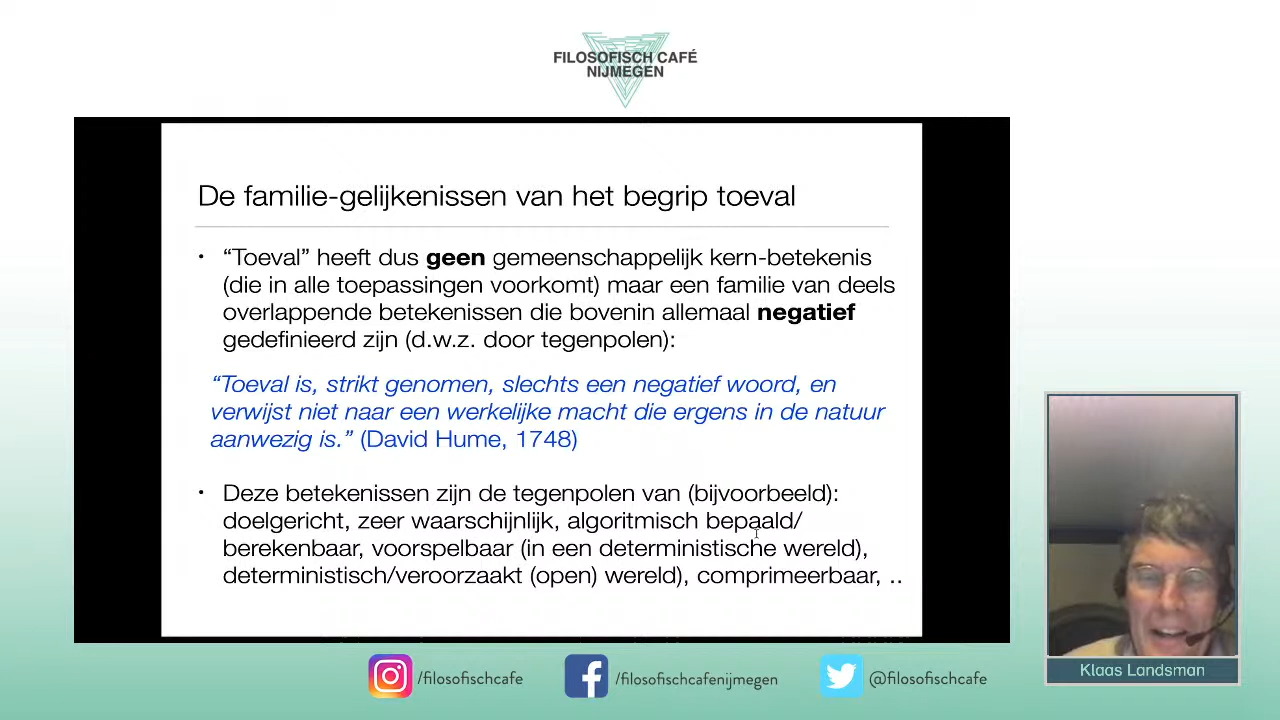 FILOSOFISCH CAFÉ
NIJMEGEN
De familie-gelijkenissen van het begrip toeval
• “Toeval” heeft dus geen gemeenschappelijk kern-betekenis
(die in alle toepassingen voorkomt) maar een familie van deels
overlappende betekenissen die bovenin allemaal negatief
gedefinieerd zijn (d.w.z. door tegenpolen):
“Toeval is, strikt genomen, slechts een negatief woord, en
verwijst niet naar een werkelijke macht die ergens in de natuur
aanwezig is.” (David Hume, 1748)
• Deze betekenissen zijn de tegenpolen van (bijvoorbeeld):
doelgericht, zeer waarschijnlijk, algoritmisch bepaald/
berekenbaar, voorspelbaar (in een deterministische wereld),
deterministisch/veroorzaakt (open) wereld), comprimeerbaar, ..
Klaas Landsman
/filosofischcafe
/filosofischcafenijmegen
@filosofischcafe